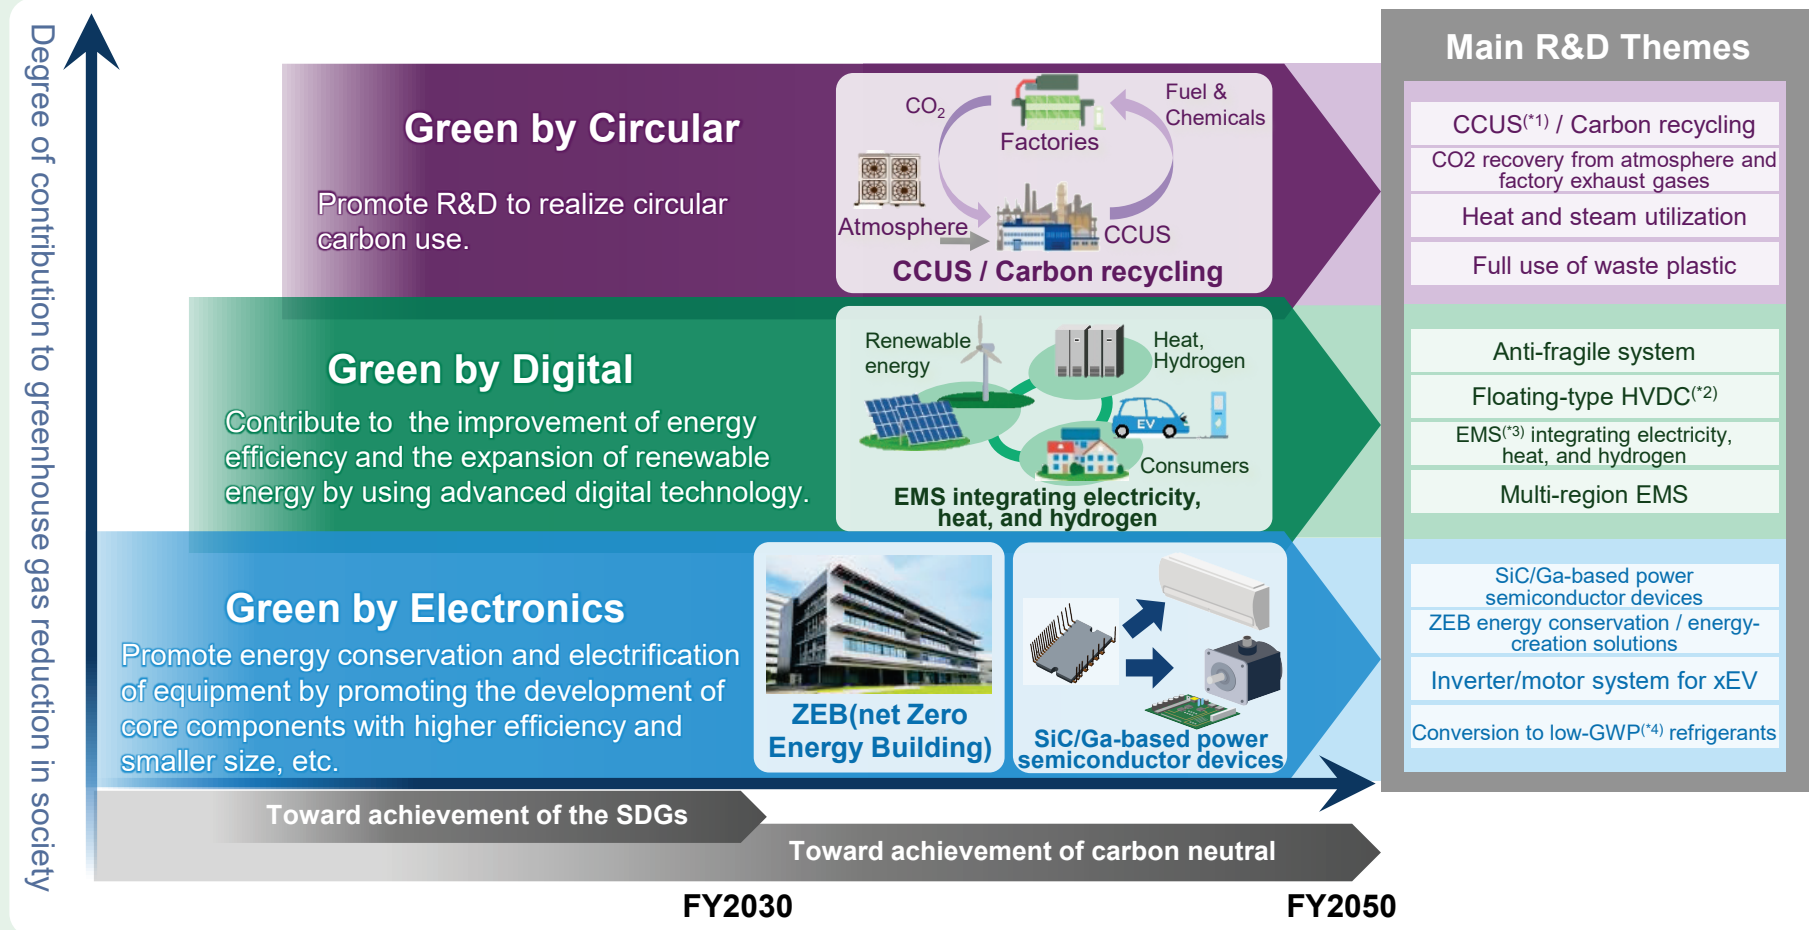 Degree of contribution to greenhouse gas reduction in society
Green by Circular
Promote R&D to realize circular
carbon use.
CO2
Fuel &
Chemicals
Factories
Atmosphere
CCUS
CCUS / Carbon recycling
Green by Digital
Contribute to  the improvement of energy
efficiency and the expansion of renewable
energy by using advanced digital technology.
Renewable
energy
Heat,
Hydrogen
EV
Consumers
EMS integrating electricity,
heat, and hydrogen
Green by Electronics
Promote energy conservation and electrification
of equipment by promoting the development of
core components with higher efficiency and
smaller size, etc.
ZEB(net Zero
Energy Building)
SiC/Ga-based power
semiconductor devices
Toward achievement of the SDGs
Toward achievement of carbon neutral
FY2030
FY2050
Main R&D Themes
CCUS(*1) / Carbon recycling
CO2 recovery from atmosphere and
factory exhaust gases
Heat and steam utilization
Full use of waste plastic
Anti-fragile system
Floating-type HVDC(*2)
EMS(*3) integrating electricity,
heat, and hydrogen
Multi-region EMS
SiC/Ga-based power
semiconductor devices
ZEB energy conservation / energy-
creation solutions
Inverter/motor system for xEV
Conversion to low-GWP(*4) refrigerants